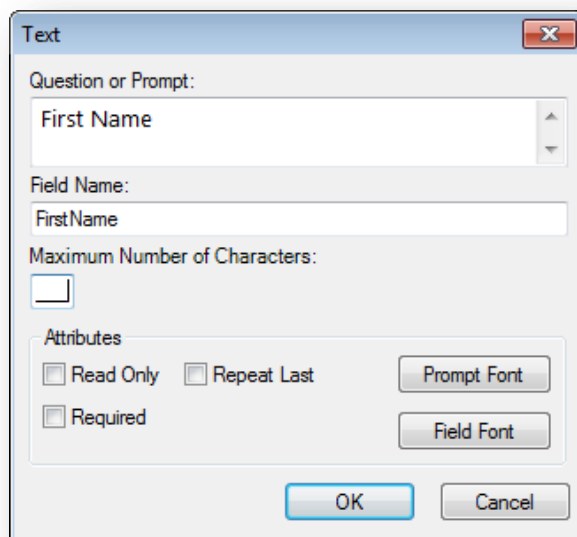 Text
Question or Prompt:
First Name
Field Name:
FirstName
Maximum Number of Characters:
Attributes
Read Only Repeat Last Prompt Font
Required
Field Font
OK Cancel